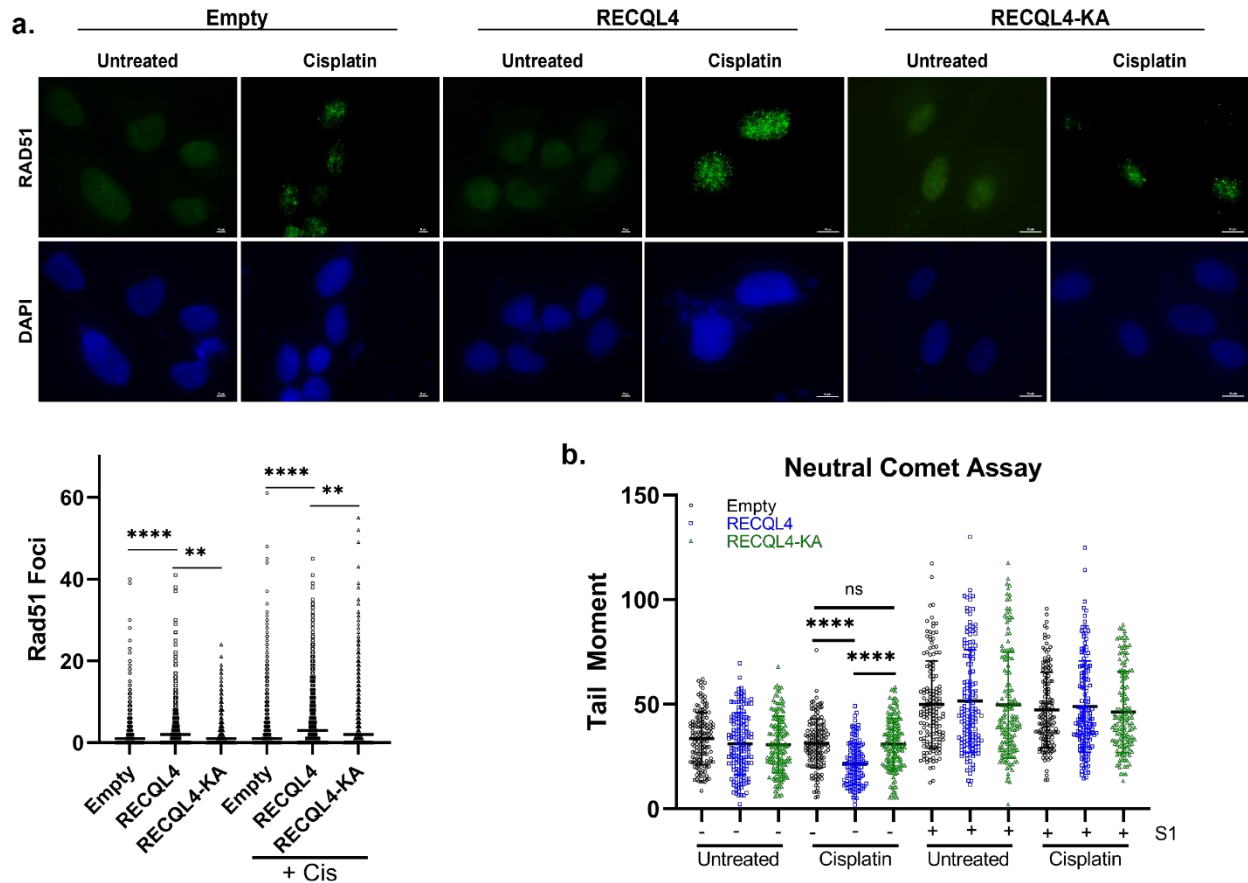 a.
Empty RECQL4 RECQL4-KA
Untreated Cisplatin Untreated Cisplatin Untreated Cisplatin
RAD51
DAPI
Rad51 Foci
60
40
20
0
**** ** **** **
Empty RECQL4 RECQL4-KA Empty RECQL4 RECQL4-KA
+ Cis
b.
Neutral Comet Assay
Tail Moment
150
100
50
0
Empty
RECQL4
RECQL4-KA
ns
****
****
- - - - - - + + + + + + S1
Untreated Cisplatin Untreated Cisplatin